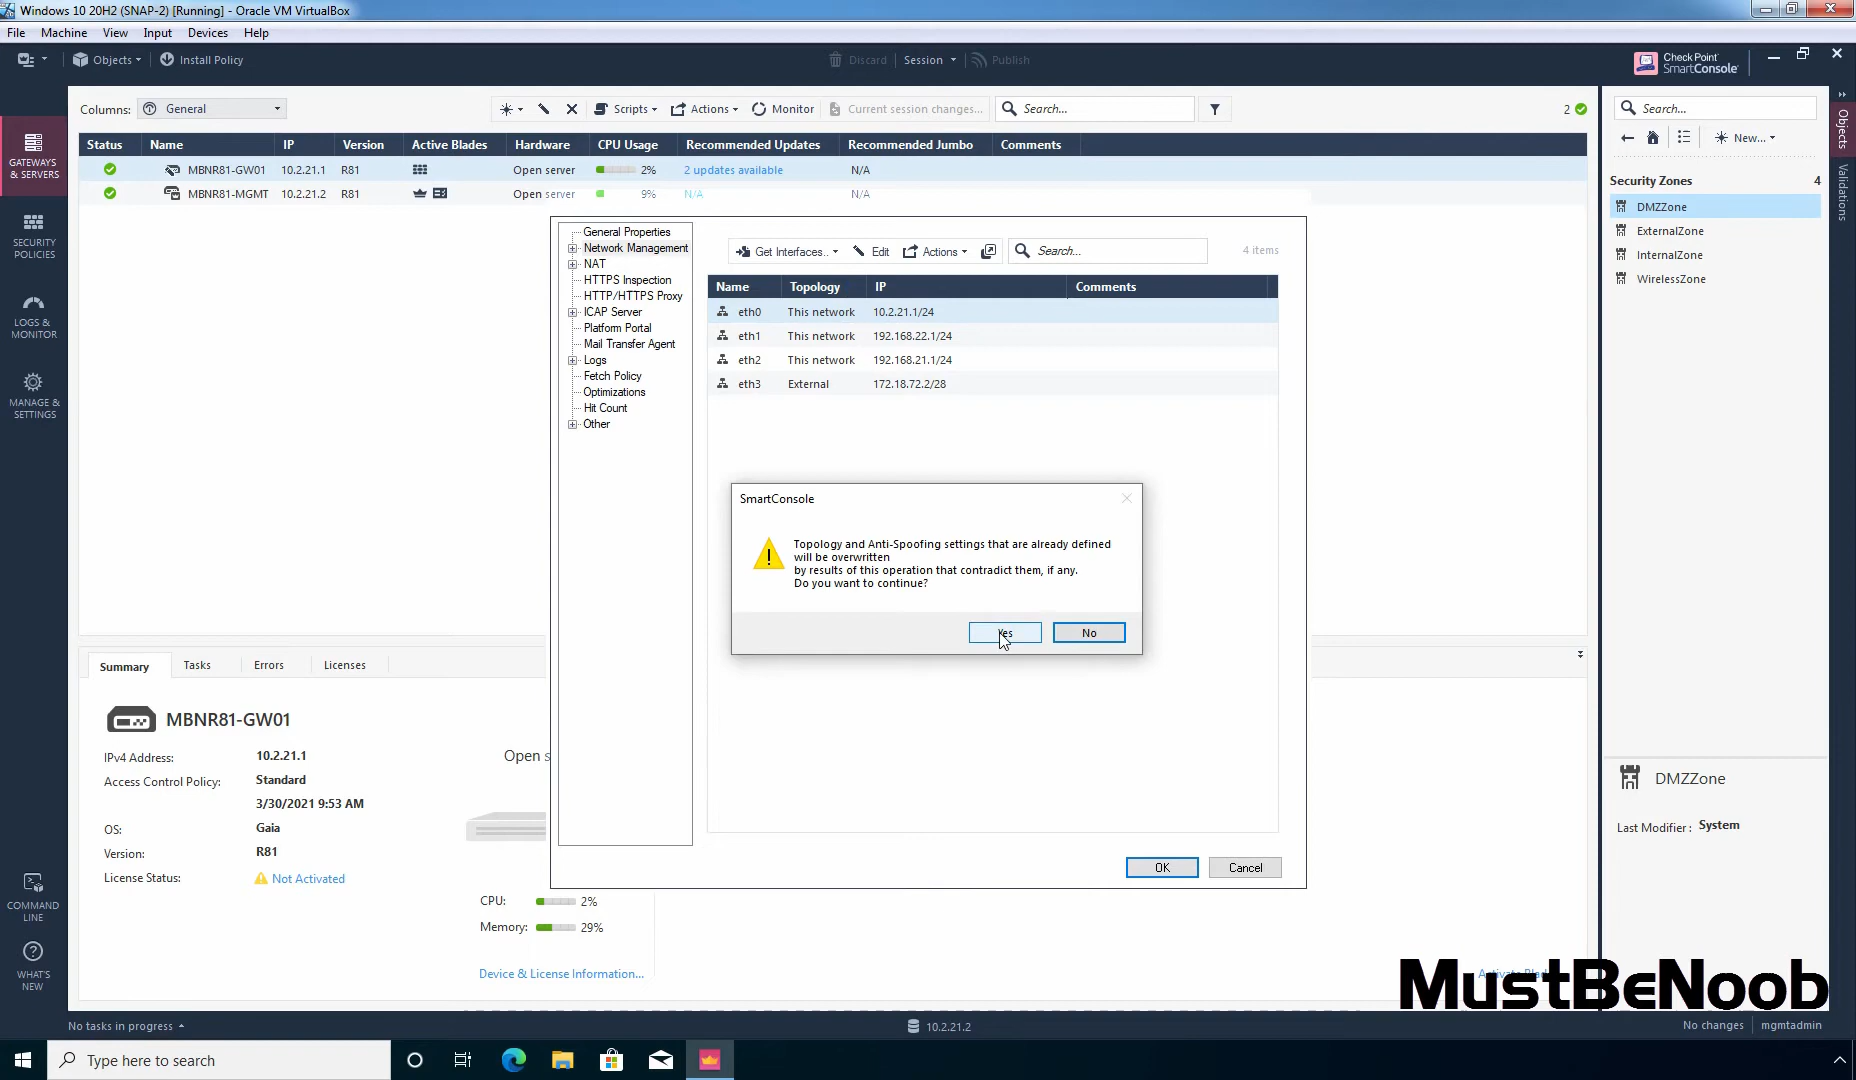 Windows 10 20H2 (SNAP-2) [Running] - Oracle VM VirtualBox
File Machine View Input Devices Help
Objects Install Policy Discard Session Publish Check Point SmartConsole
Columns: General Scripts Actions Monitor Current session changes... Search... 2
Status Name IP Version Active Blades Hardware CPU Usage Recommended Updates Recommended Jumbo Comments
MBNR81-GW01 10.2.21.1 R81 Open server 2% 2 updates available N/A
MBNR81-MGMT 10.2.21.2 R81 Open server 9% N/A N/A
GATEWAYS & SERVERS
SECURITY POLICIES
LOGS & MONITOR
MANAGE & SETTINGS
COMMAND LINE
WHAT'S NEW
General Properties
Network Management
NAT
HTTPS Inspection
HTTP/HTTPS Proxy
ICAP Server
Platform Portal
Mail Transfer Agent
Logs
Fetch Policy
Optimizations
Hit Count
Other
Get Interfaces... Edit Actions Search... 4 items
Name Topology IP Comments
eth0 This network 10.2.21.1/24
eth1 This network 192.168.22.1/24
eth2 This network 192.168.21.1/24
eth3 External 172.18.72.2/28
SmartConsole
Topology and Anti-Spoofing settings that are already defined
will be overwritten
by results of this operation that contradict them, if any.
Do you want to continue?
Yes No
OK Cancel
Summary Tasks Errors Licenses
MBNR81-GW01
IPv4 Address: 10.2.21.1
Access Control Policy: Standard
3/30/2021 9:53 AM
OS: Gaia
Version: R81
License Status: Not Activated
Open s
CPU: 2%
Memory: 29%
Device & License Information...
Search...
New...
Security Zones 4
DMZZone
ExternalZone
InternalZone
WirelessZone
DMZZone
Last Modifier: System
Objects
Validations
MustBeNoob
No tasks in progress 10.2.21.2 No changes mgmtadmin
Type here to search